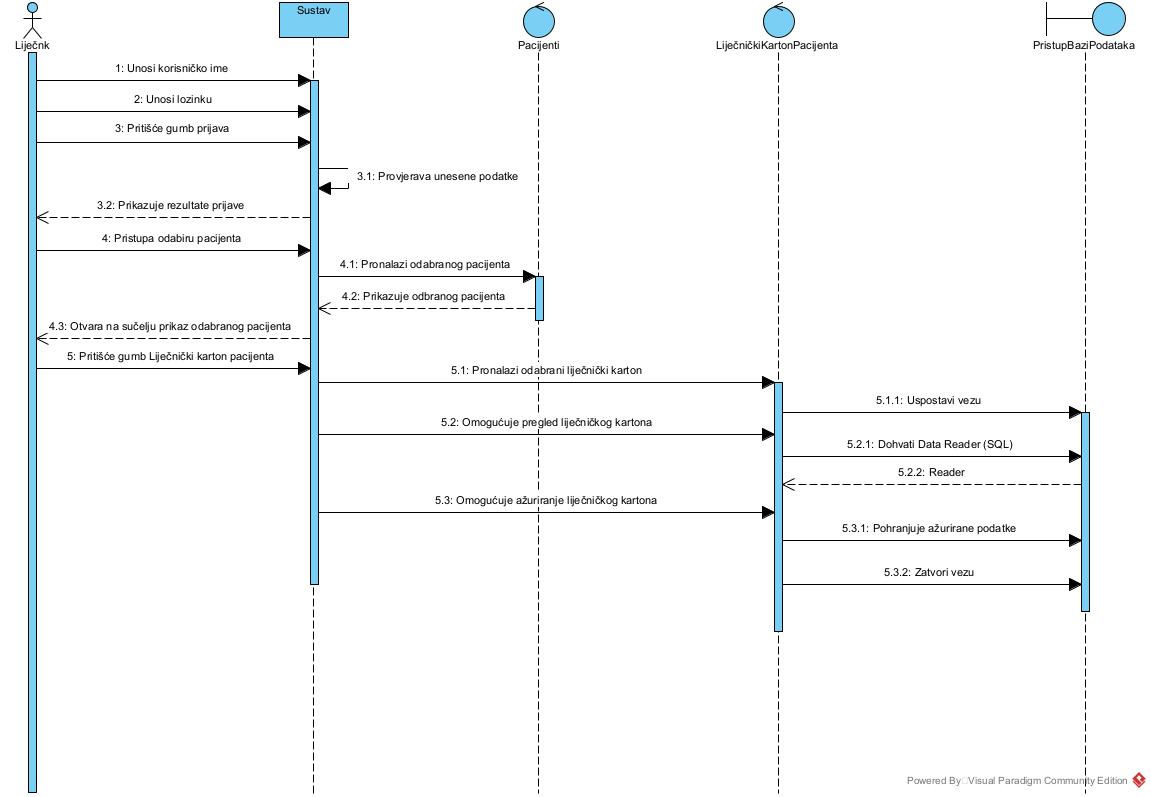 Liječnk
Sustav
Pacijenti
LiječničkiKartonPacijenta
PristupBaziPodataka
1: Unosi korisničko ime
2: Unosi lozinku
3: Pritišće gumb prijava
3.1: Provjerava unesene podatke
3.2: Prikazuje rezultate prijave
4: Pristupa odabiru pacijenta
4.1: Pronalazi odabranog pacijenta
4.2: Prikazuje odbranog pacijenta
4.3: Otvara na sučelju prikaz odabranog pacijenta
5: Pritišće gumb Liječnički karton pacijenta
5.1: Pronalazi odabrani liječnički karton
5.1.1: Uspostavi vezu
5.2: Omogućuje pregled liječničkog kartona
5.2.1: Dohvati Data Reader (SQL)
5.2.2: Reader
5.3: Omogućuje ažuriranje liječničkog kartona
5.3.1: Pohranjuje ažurirane podatke
5.3.2: Zatvori vezu
Powered By Visual Paradigm Community Edition